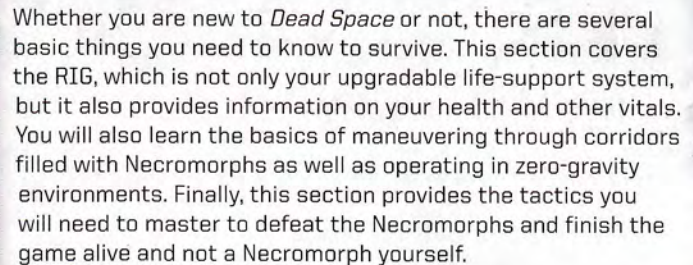 Whether you are new to Dead Space or not, there are several
basic things you need to know to survive. This section covers
the RIG, which is not only your upgradable life-support system,
but it also provides information on your health and other vitals.
You will also learn the basics of maneuvering through corridors
filled with Necromorphs as well as operating in zero-gravity
environments. Finally, this section provides the tactics you
will need to master to defeat the Necromorphs and finish the
game alive and not a Necromorph yourself.